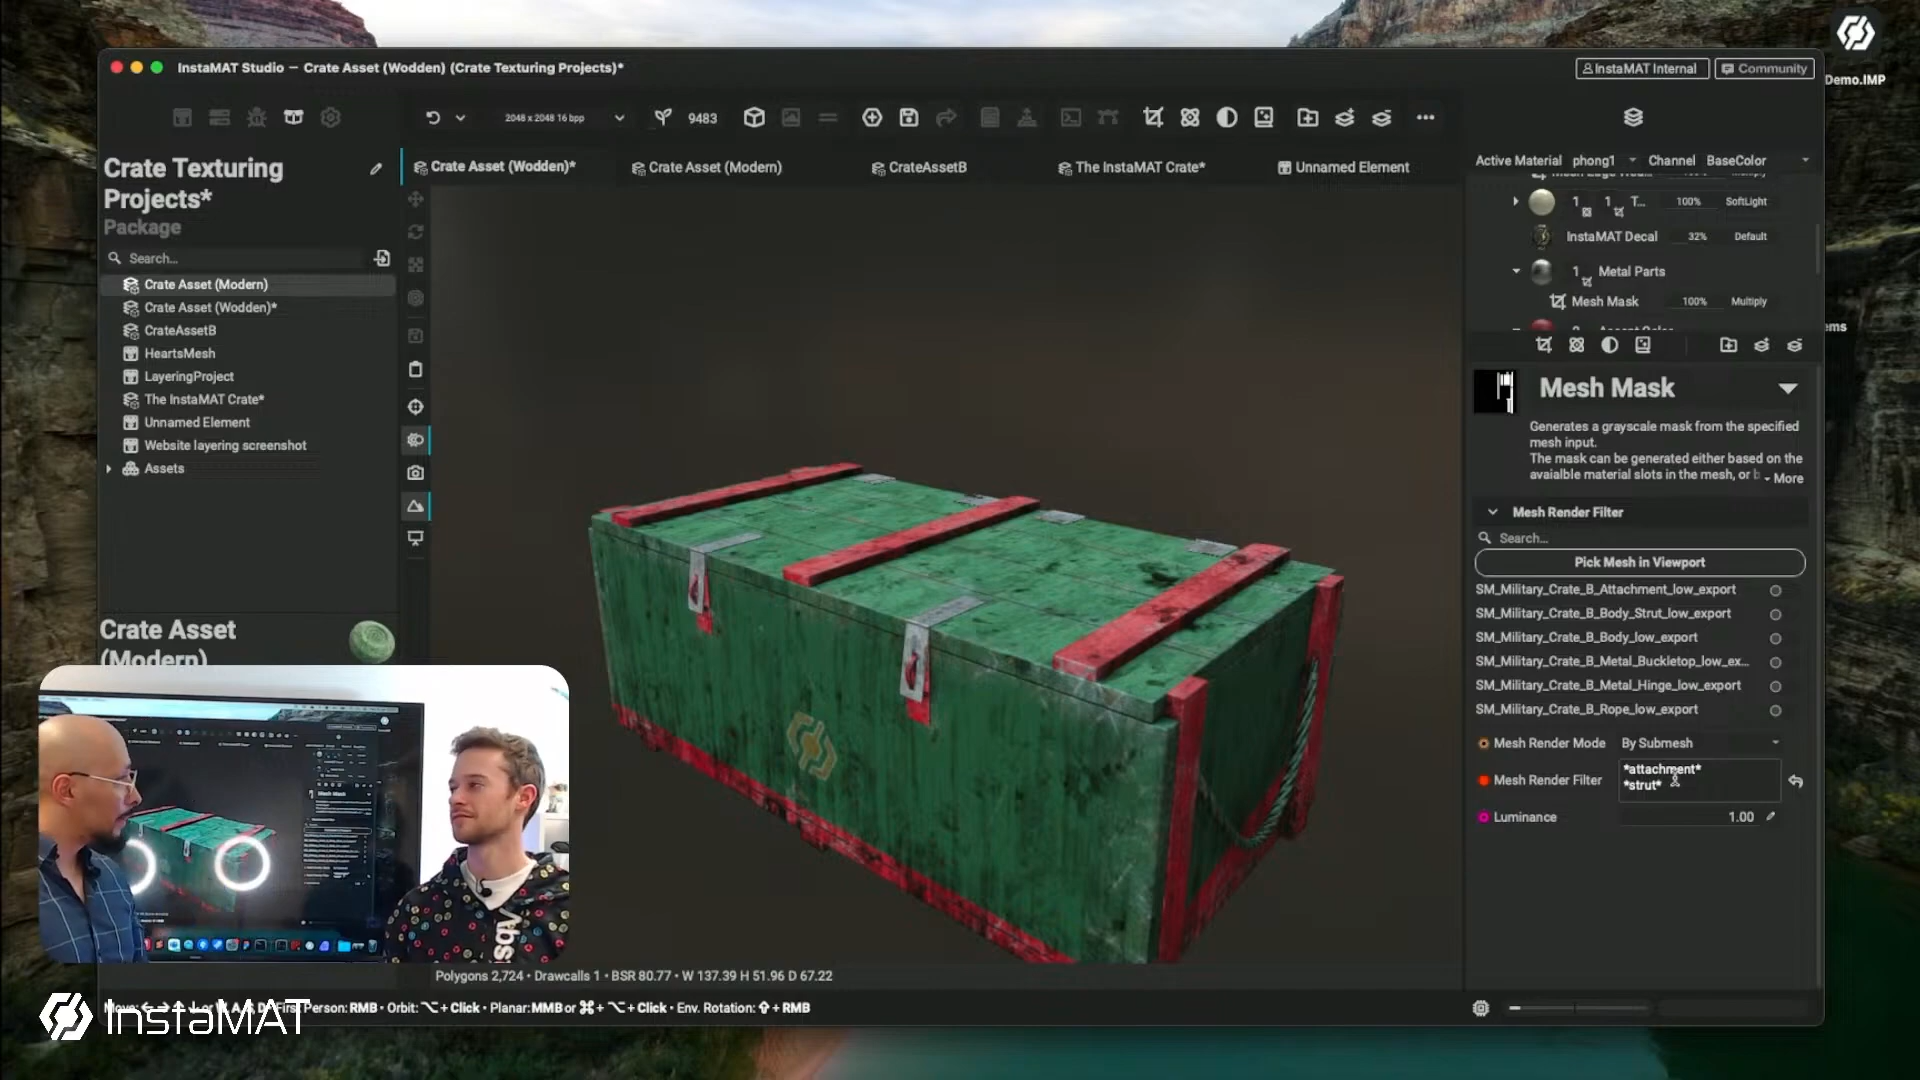 Demo.IMP
InstaMAT Studio – Crate Asset (Wodden) (Crate Texturing Projects)*
InstaMAT Internal
Community
2048 x 2048 16 bpp
9483
Crate Texturing
Projects*
Package
Search...
Crate Asset (Modern)
Crate Asset (Wodden)*
CrateAssetB
HeartsMesh
LayeringProject
The InstaMAT Crate*
Unnamed Element
Website layering screenshot
Assets
Crate Asset
(Modern)
Crate Asset (Wodden)*
Crate Asset (Modern)
CrateAssetB
The InstaMAT Crate*
Unnamed Element
Active Material phong1 Channel BaseColor
1 1 T... 100% SoftLight
InstaMAT Decal 32% Default
1 Metal Parts
Mesh Mask 100% Multiply
ems
Mesh Mask
Generates a grayscale mask from the specified
mesh input.
The mask can be generated either based on the
avaialble material slots in the mesh, or b More
Mesh Render Filter
Search...
Pick Mesh in Viewport
SM_Military_Crate_B_Attachment_low_export
SM_Military_Crate_B_Body_Strut_low_export
SM_Military_Crate_B_Body_low_export
SM_Military_Crate_B_Metal_Buckletop_low_ex...
SM_Military_Crate_B_Metal_Hinge_low_export
SM_Military_Crate_B_Rope_low_export
Mesh Render Mode By Submesh
Mesh Render Filter *attachment*
*strut*
Luminance 1.00
Polygons 2,724 • Drawcalls 1 • BSR 80.77 • W 137.39 H 51.96 D 67.22
First Person: RMB • Orbit: ⌥ + Click • Planar: MMB or ⌘ + ⌥ + Click • Env. Rotation: ⇧ + RMB
InstaMAT